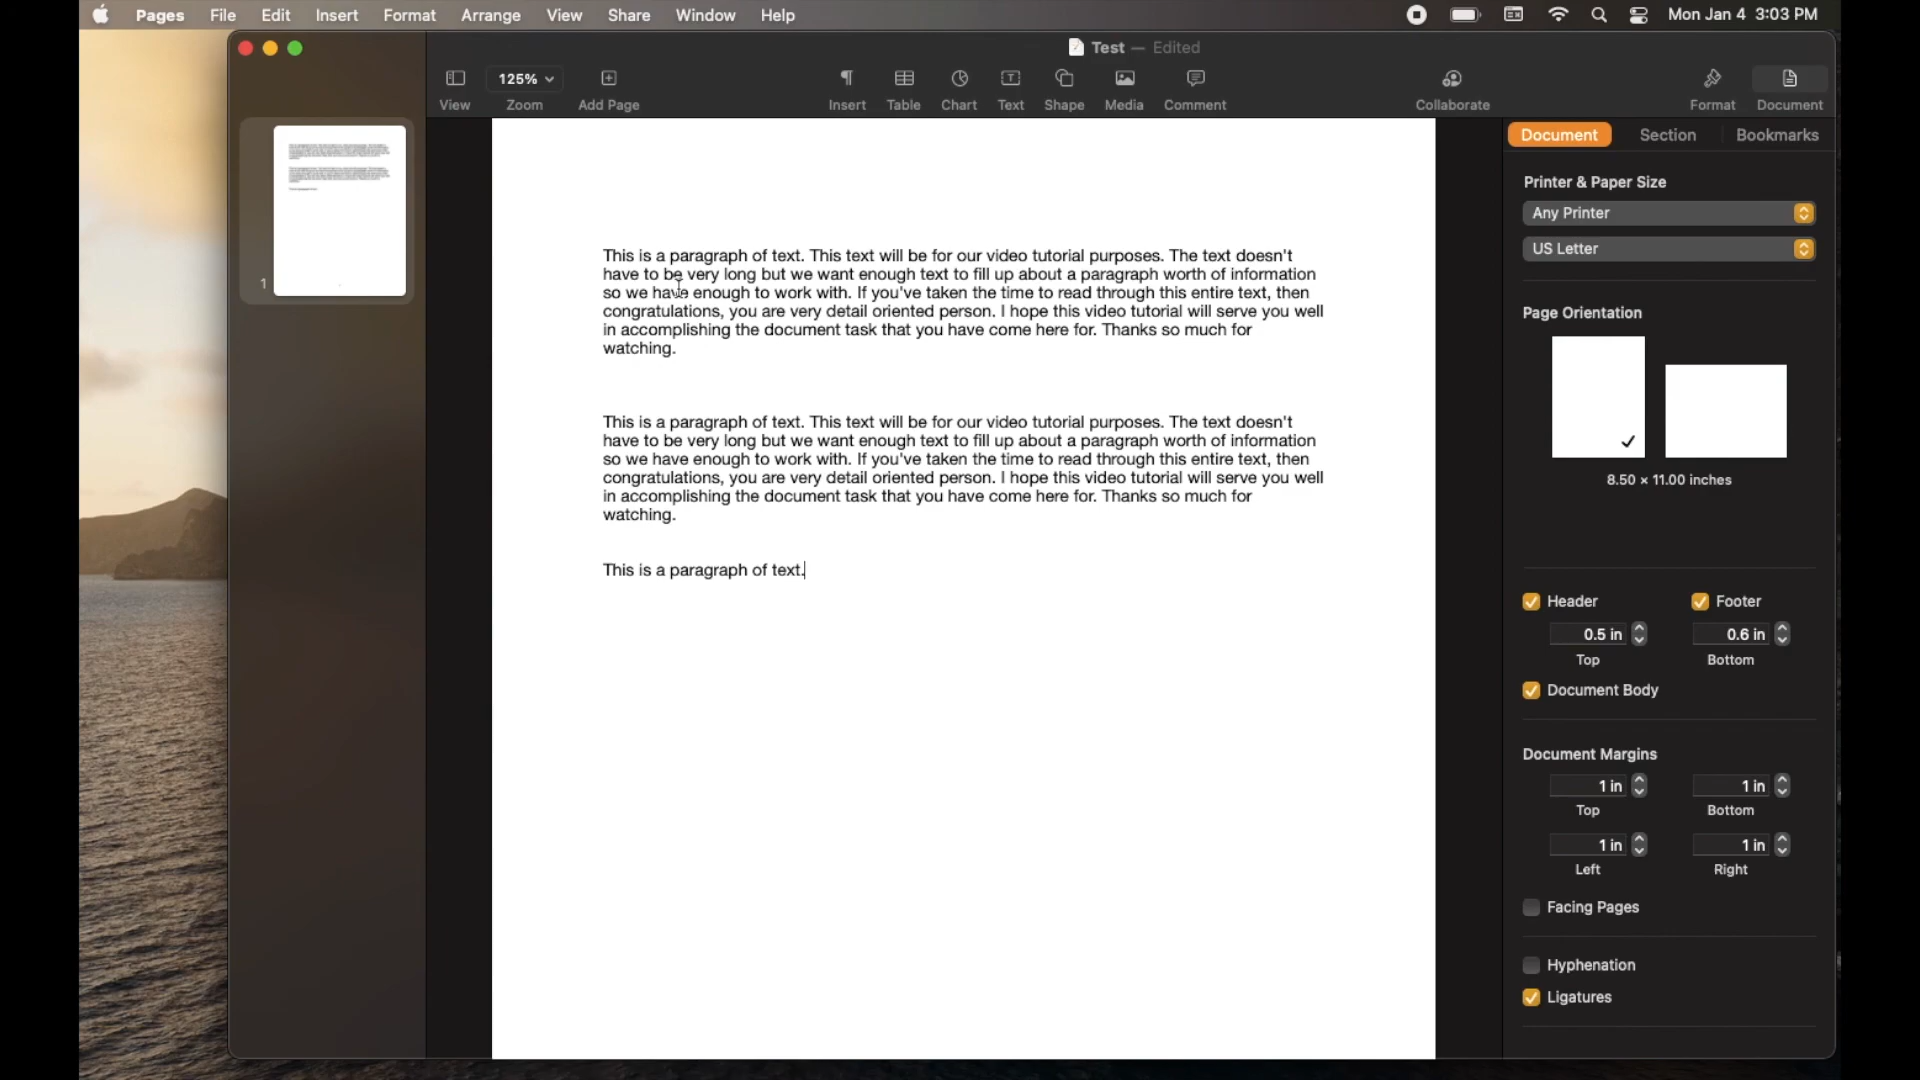 Pages File Edit Insert Format Arrange View Share Window Help Mon Jan 4 3:03 PM
Test — Edited
125%
View Zoom Add Page Insert Table Chart Text Shape Media Comment Collaborate Format Document
Document Section Bookmarks
Printer & Paper Size
Any Printer
US Letter
Page Orientation
8.50 × 11.00 inches
Header Footer
0.5 in 0.6 in
Top Bottom
Document Body
Document Margins
1 in 1 in
Top Bottom
1 in 1 in
Left Right
Facing Pages
Hyphenation
Ligatures
1
This is a paragraph of text. This text will be for our video tutorial purposes. The text doesn't
have to be very long but we want enough text to fill up about a paragraph worth of information
so we have enough to work with. If you've taken the time to read through this entire text, then
congratulations, you are very detail oriented person. I hope this video tutorial will serve you well
in accomplishing the document task that you have come here for. Thanks so much for
watching.
This is a paragraph of text. This text will be for our video tutorial purposes. The text doesn't
have to be very long but we want enough text to fill up about a paragraph worth of information
so we have enough to work with. If you've taken the time to read through this entire text, then
congratulations, you are very detail oriented person. I hope this video tutorial will serve you well
in accomplishing the document task that you have come here for. Thanks so much for
watching.
This is a paragraph of text.